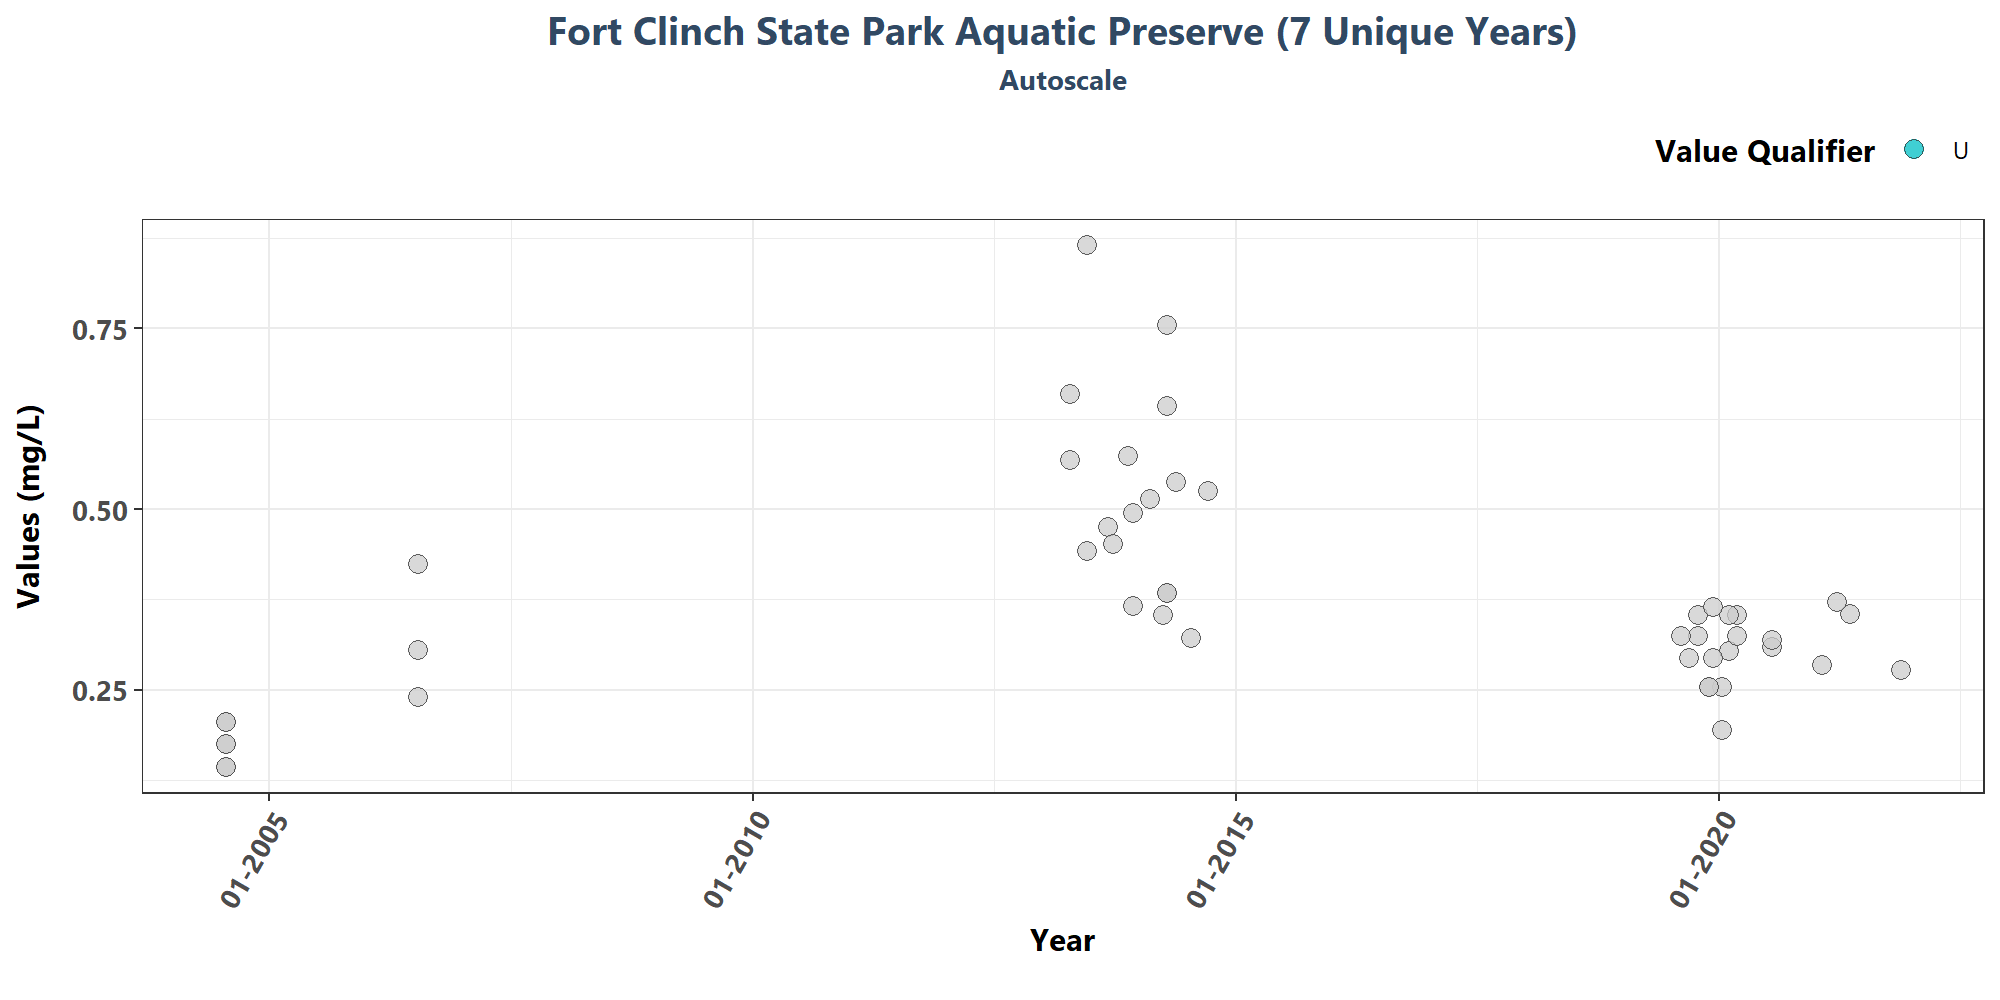 Fort Clinch State Park Aquatic Preserve (7 Unique Years)
Autoscale
Value Qualifier U
Values (mg/L)
0.75
0.50
0.25
01-2005
01-2010
01-2015
01-2020
Year